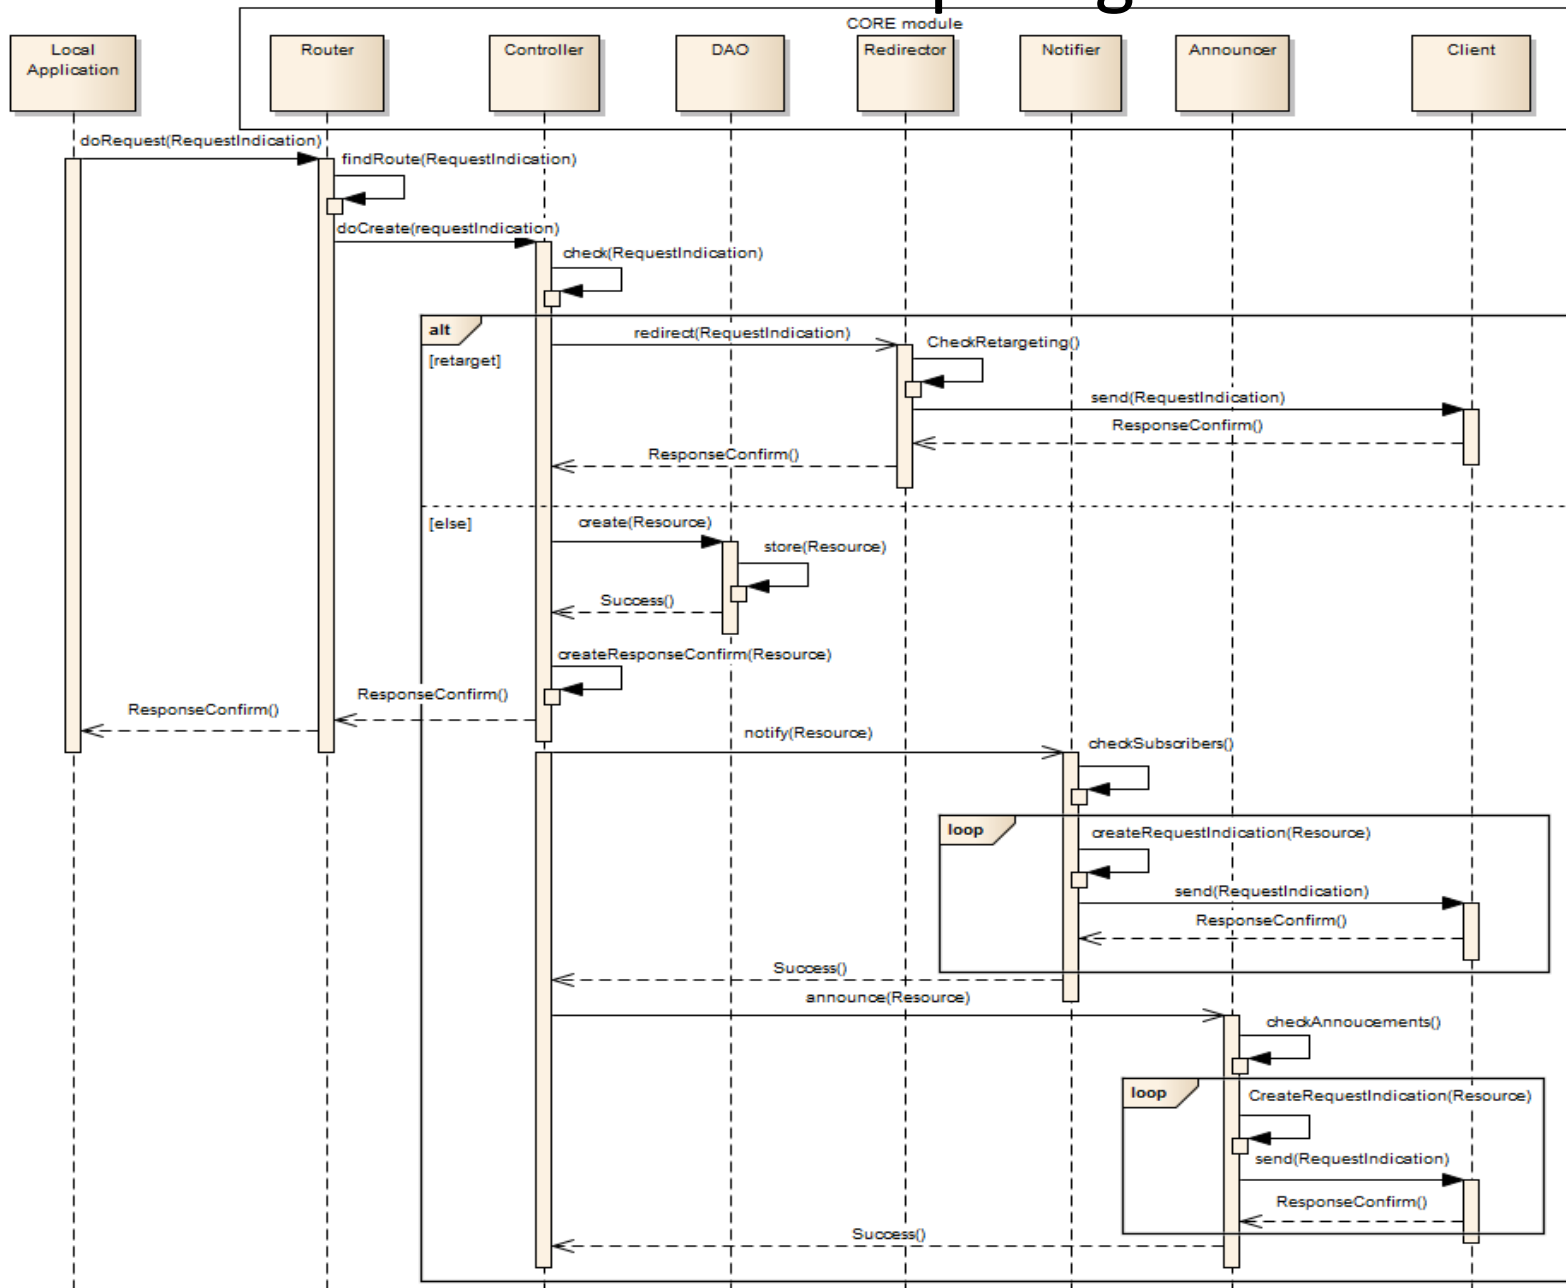 CORE module
Local
Application
Router
Controller
DAO
Redirector
Notifier
Announcer
Client
doRequest(RequestIndication)
findRoute(RequestIndication)
doCreate(requestIndication)
check(RequestIndication)
alt
redirect(RequestIndication)
CheckRetargeting()
[retarget]
send(RequestIndication)
ResponseConfirm()
ResponseConfirm()
[else]
create(Resource)
store(Resource)
Success()
createResponseConfirm(Resource)
ResponseConfirm()
ResponseConfirm()
notify(Resource)
checkSubscribers()
loop
createRequestIndication(Resource)
send(RequestIndication)
ResponseConfirm()
Success()
announce(Resource)
checkAnnoucements()
loop
CreateRequestIndication(Resource)
send(RequestIndication)
ResponseConfirm()
Success()